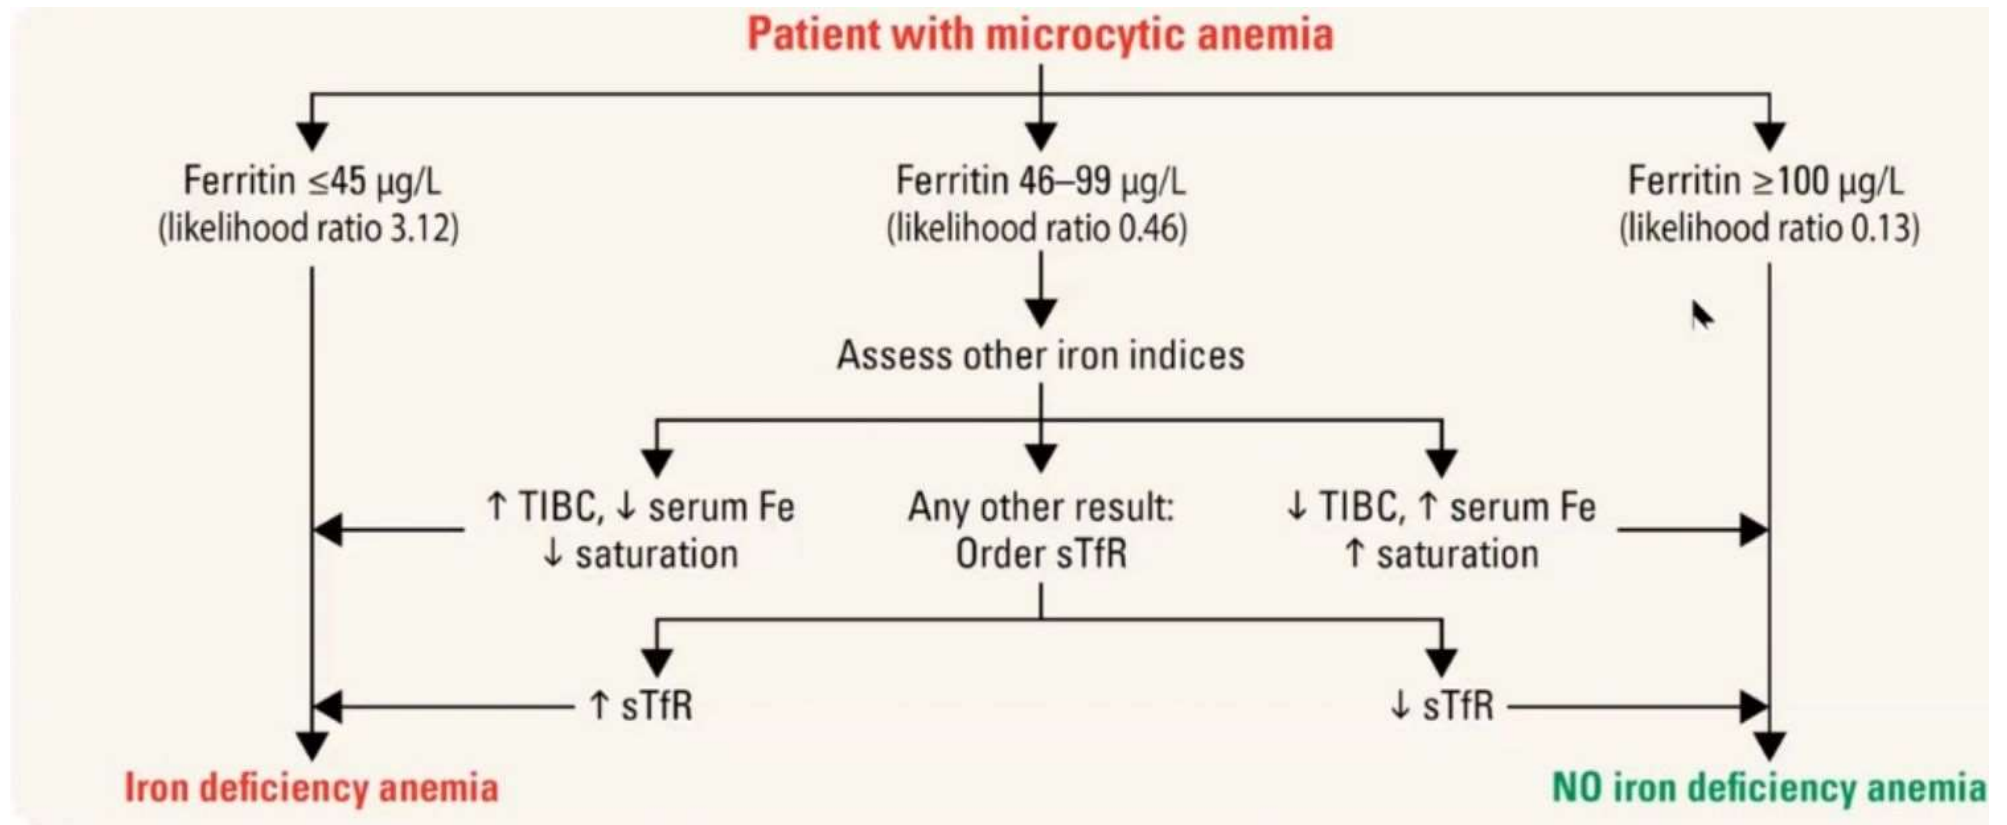 Patient with microcytic anemia
Ferritin ≤45 µg/L
(likelihood ratio 3.12)
Ferritin 46–99 µg/L
(likelihood ratio 0.46)
Ferritin ≥100 µg/L
(likelihood ratio 0.13)
Assess other iron indices
↑ TIBC, ↓ serum Fe
↓ saturation
Any other result:
Order sTfR
↓ TIBC, ↑ serum Fe
↑ saturation
↑ sTfR
↓ sTfR
Iron deficiency anemia
NO iron deficiency anemia